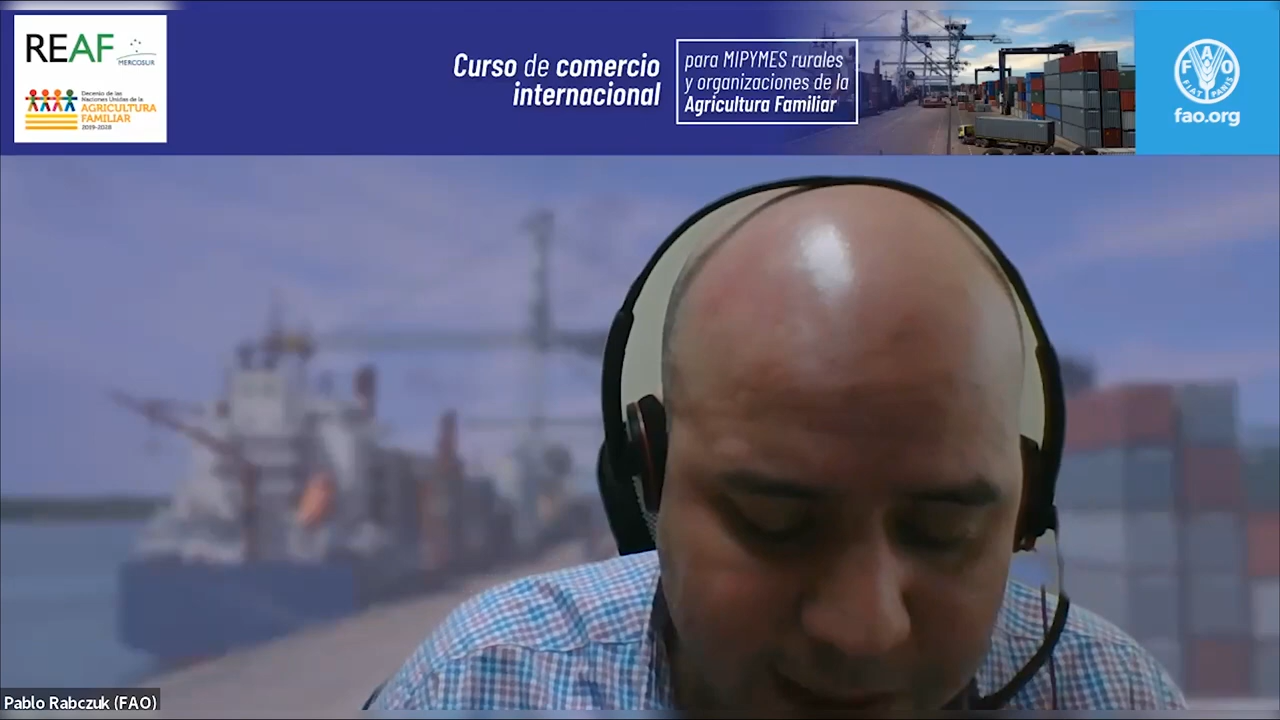 REAF
MERCOSUR
Decenio de las
Naciones Unidas de la
AGRICULTURA
FAMILIAR
2019-2028
Curso de comercio
internacional
para MIPYMES rurales
y organizaciones de la
Agricultura Familiar
FAO
FIAT PANIS
fao.org
Pablo Rabczuk (FAO)